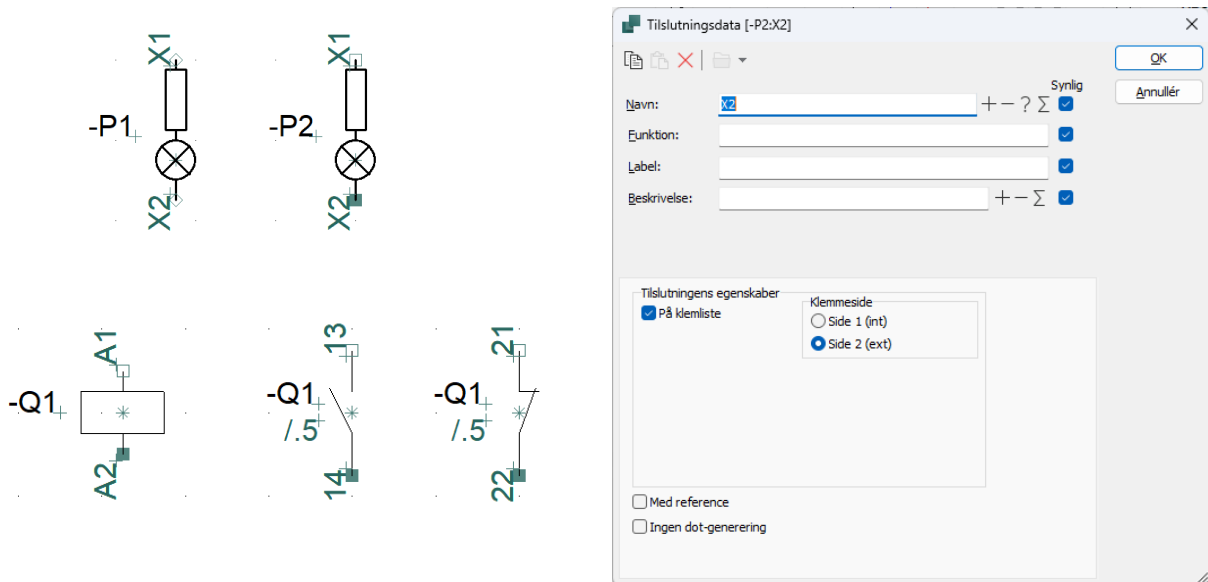 X1
X1
-P1
-P2
X2
X2
A1
13
21
-Q1
-Q1
-Q1
/.5
/.5
A2
14
22
Tilslutningsdata [-P2:X2]
OK
Annullér
Synlig
Navn: X2
Funktion:
Label:
Beskrivelse:
Tilslutningens egenskaber
På klemliste
Klemmeside
Side 1 (int)
Side 2 (ext)
Med reference
Ingen dot-generering